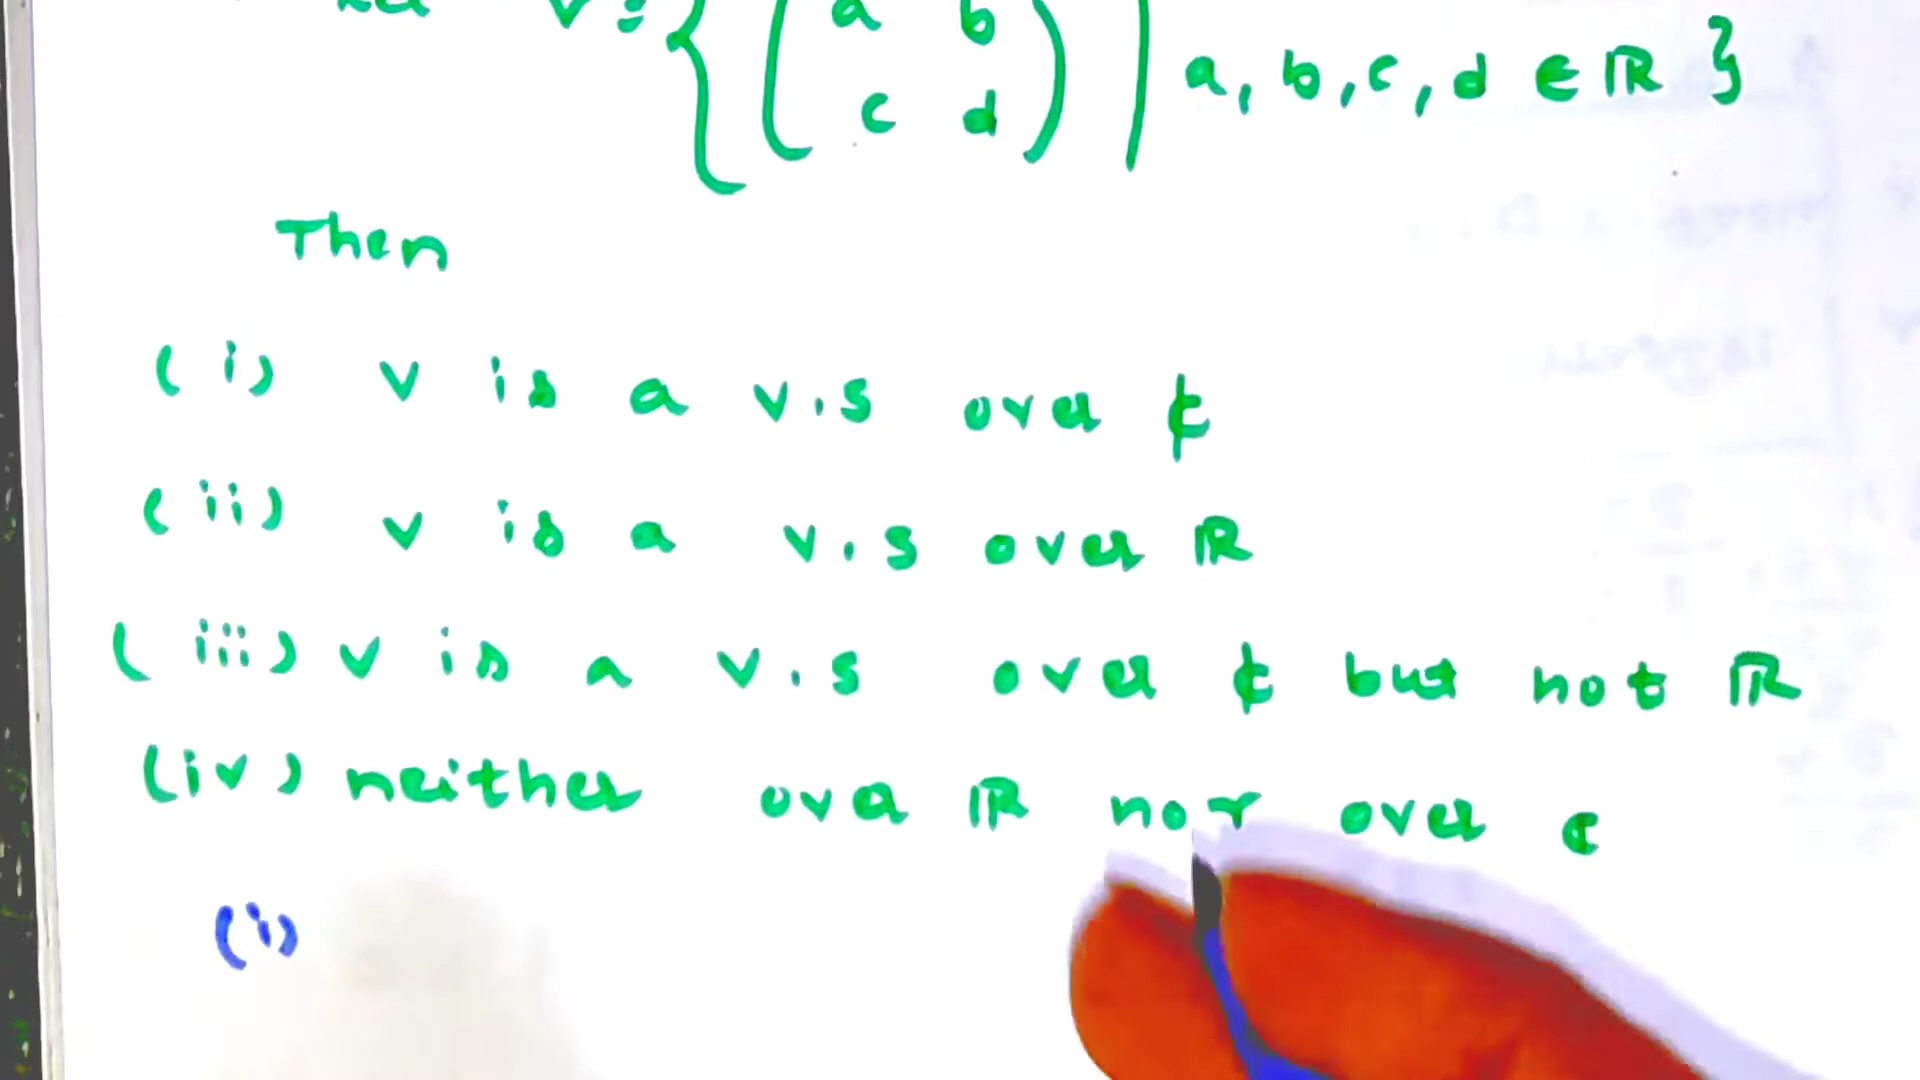 V = { ( a b
c d ) | a, b, c, d ∈ ℝ }
Then
(i) V is a v.s over ₵
(ii) V is a v.s over ℝ
(iii) V is a v.s over ₵ but not ℝ
(iv) neither over ℝ nor over ₵
(i)